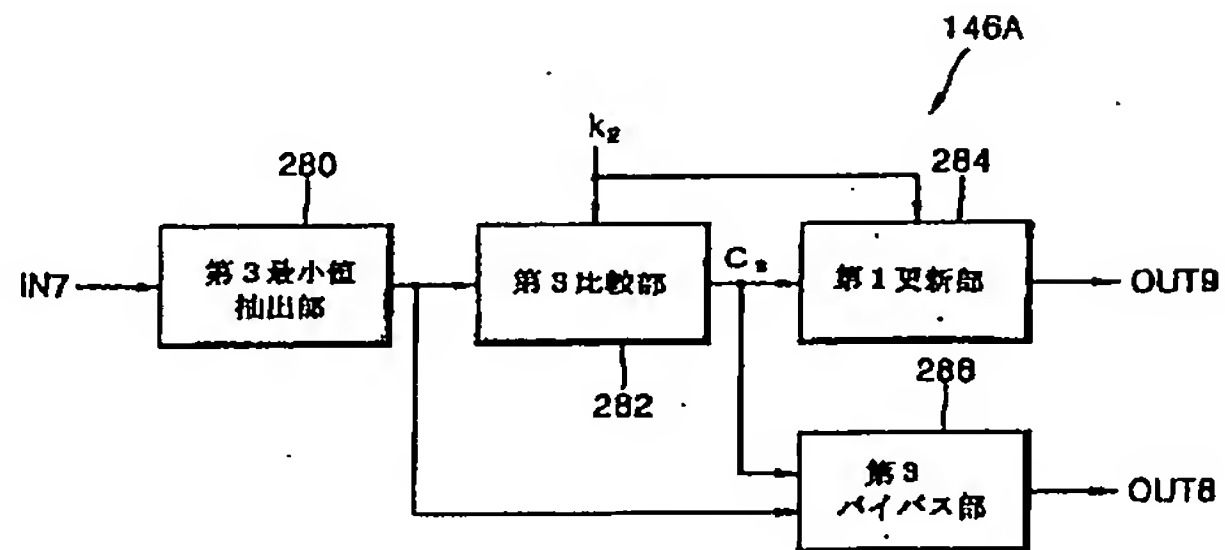 146A
k₂
280
284
IN7
第3最小値
抽出部
第3比較部
C₃
第1更新部
OUT9
282
288
第3
バイパス部
OUT8